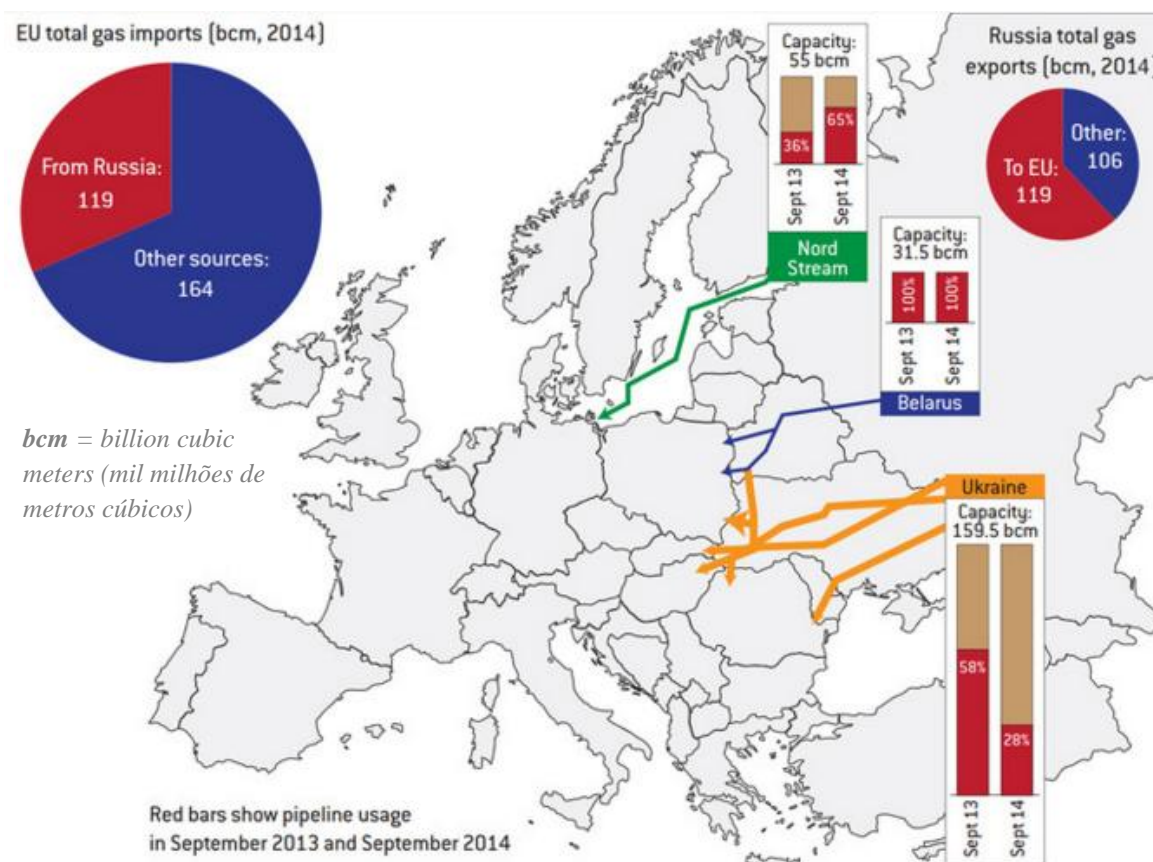 EU total gas imports (bcm, 2014)
From Russia:
119
Other sources:
164
bcm = billion cubic
meters (mil milhões de
metros cúbicos)
Capacity:
55 bcm
36%
65%
Sept 13
Sept 14
Nord
Stream
Russia total gas
exports (bcm, 2014)
To EU:
119
Other:
106
Capacity:
31.5 bcm
100%
100%
Sept 13
Sept 14
Belarus
Ukraine
Capacity:
159.5 bcm
58%
28%
Sept 13
Sept 14
Red bars show pipeline usage
in September 2013 and September 2014